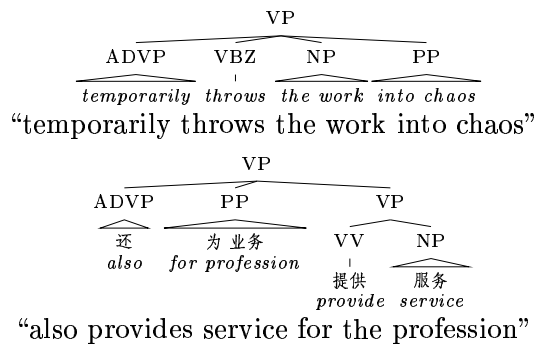 VP
ADVP VBZ NP PP
temporarily throws the work into chaos
“temporarily throws the work into chaos”
VP
ADVP PP VP
还 为 业务 VV NP
also for profession
提供 服务
provide service
“also provides service for the profession”